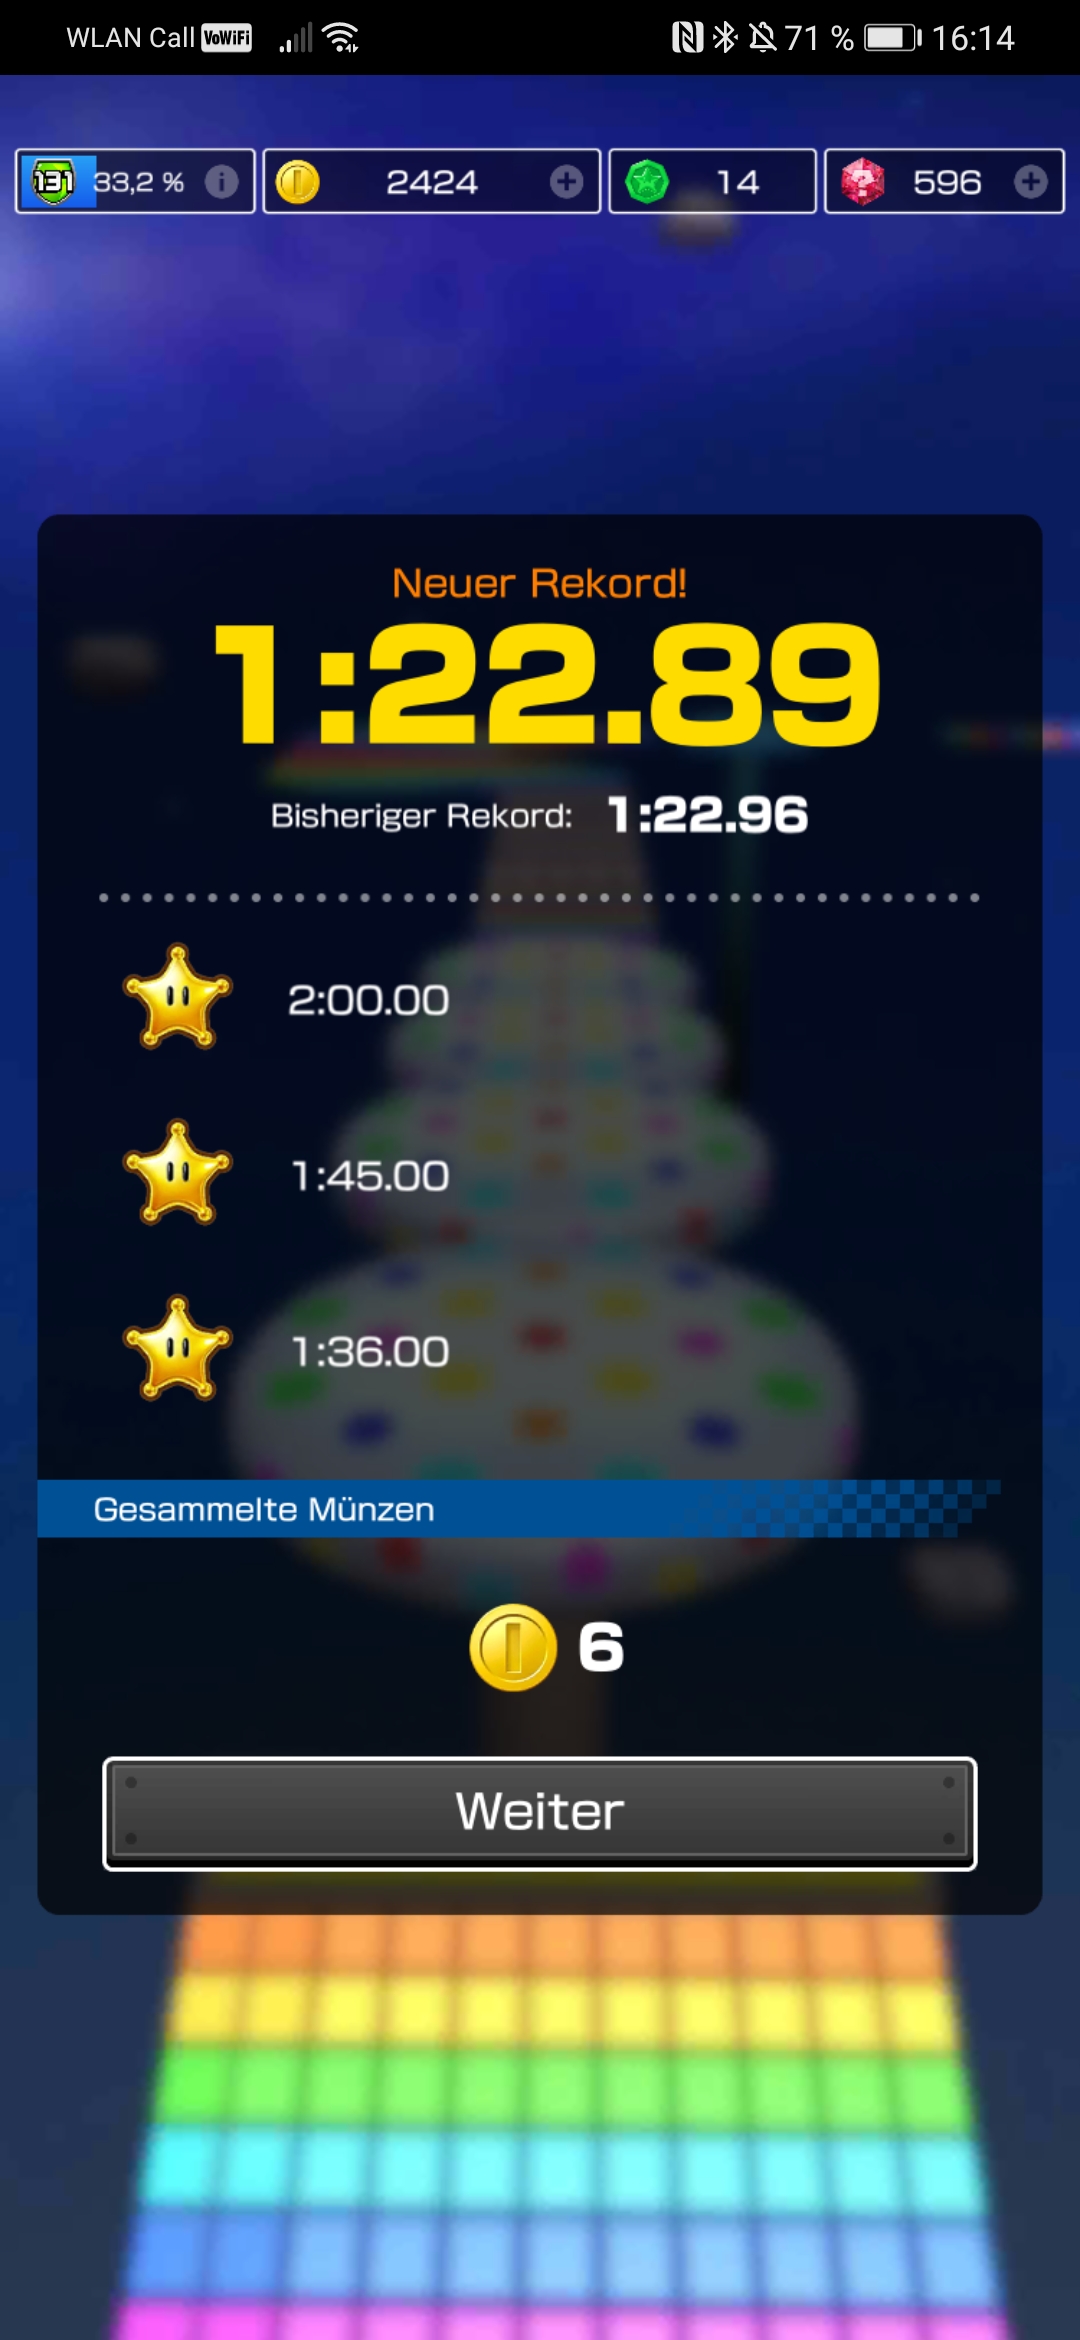 WLAN Call VoWiFi 71 % 16:14
131 33,2 % i 2424 + 14 ? 596 +
Neuer Rekord!
1:22.89
Bisheriger Rekord: 1:22.96
2:00.00
1:45.00
1:36.00
Gesammelte Münzen
6
Weiter